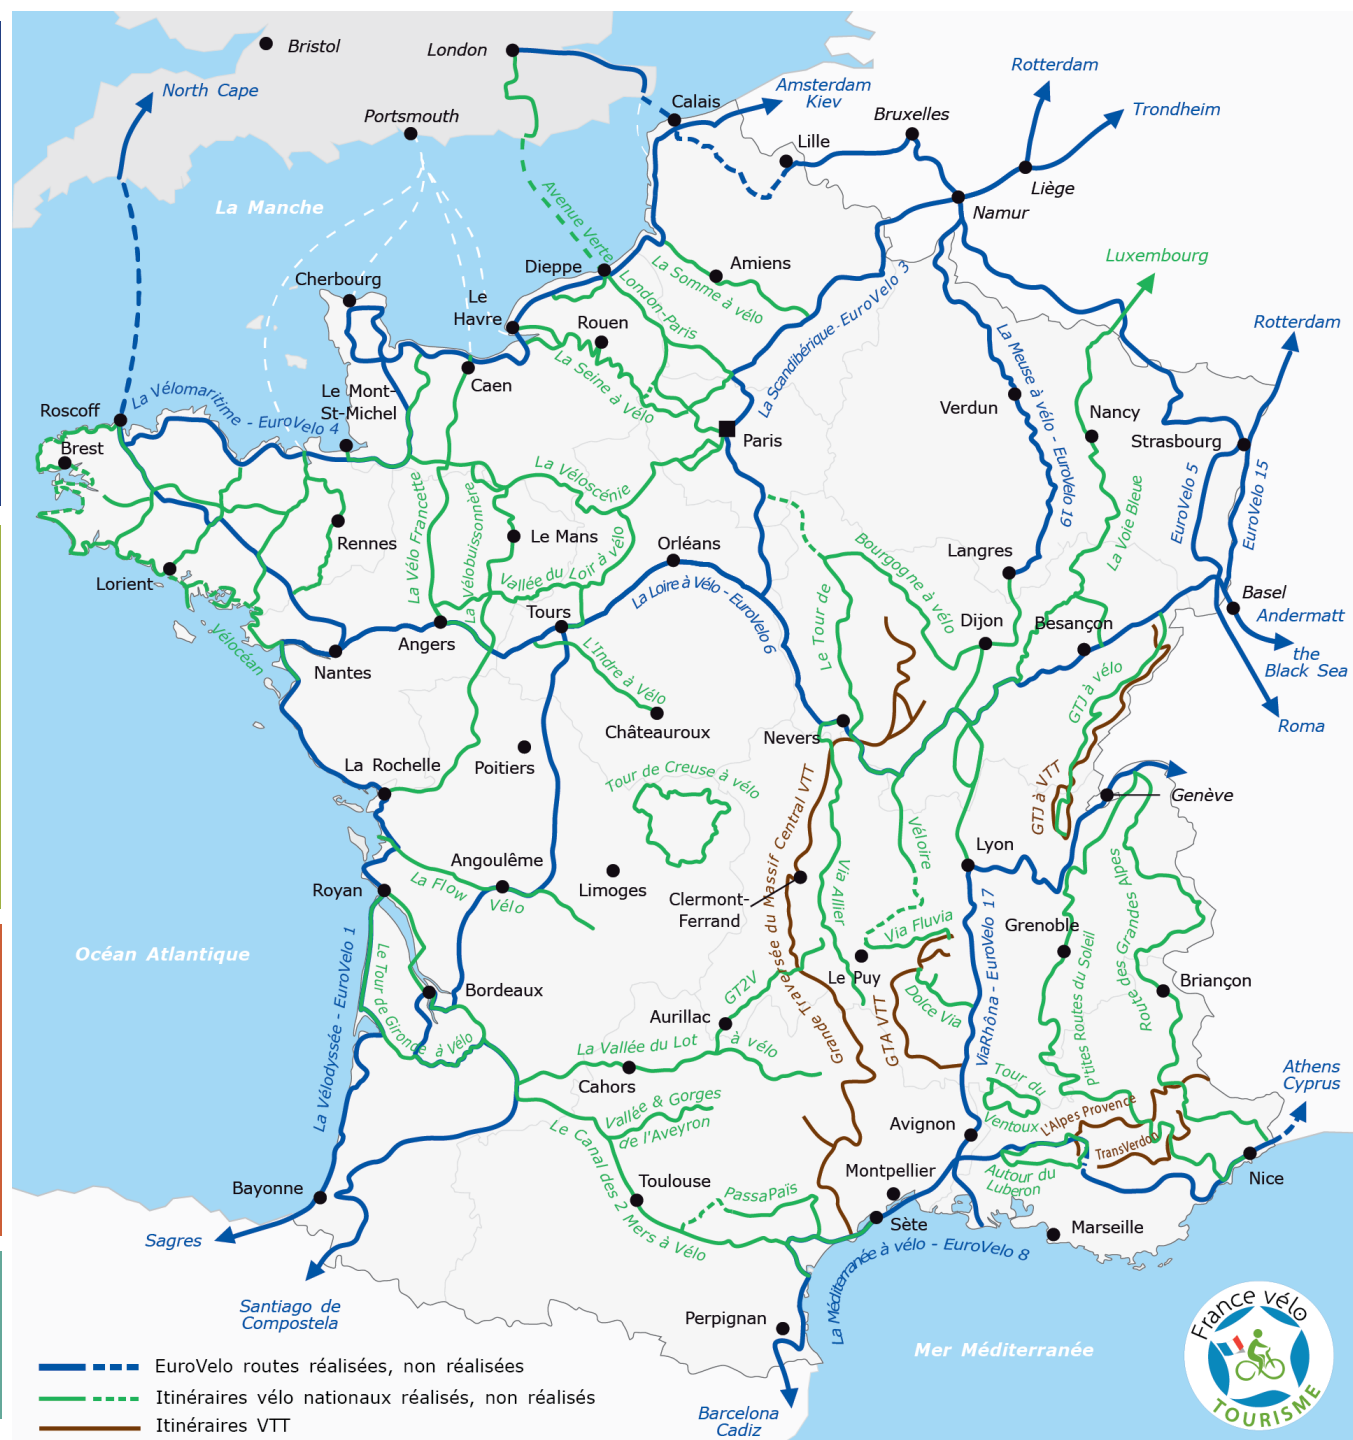 Bristol
London
North Cape
Portsmouth
Calais
Amsterdam
Kiev
Rotterdam
Trondheim
Bruxelles
Lille
Liège
Namur
La Manche
Avenue Verte
London-Paris
Dieppe
La Somme à vélo
Amiens
La Scandibérique - EuroVelo 3
Luxembourg
Rotterdam
Cherbourg
Le
Havre
Rouen
La Seine à Vélo
Caen
Le Mont-
St-Michel
La Meuse à vélo - EuroVelo 19
Verdun
Nancy
Strasbourg
Roscoff
La Vélomaritime - EuroVelo 4
Brest
Paris
La Véloscénie
EuroVelo 5
EuroVelo 15
La Voie Bleue
La Vélo Francette
La Vélobuissonnière
Rennes
Le Mans
Vallée du Loir à vélo
Orléans
Langres
Bourgogne à vélo
Lorient
Vélocéan
Tours
La Loire à Vélo - EuroVelo 6
Le Tour de
Dijon
Besançon
Basel
Andermatt
the
Black Sea
Roma
Nantes
Angers
L'Indre à Vélo
Châteauroux
Nevers
GTJ à vélo
GTJ à VTT
La Rochelle
Poitiers
Tour de Creuse à vélo
Genève
Angoulême
La Flow
Vélo
Royan
Limoges
Clermont-
Ferrand
Grande Traversée du Massif Central VTT
Via Allier
Véloire
Via Fluvia
Lyon
Grenoble
P'tites Routes du Soleil
Route des Grandes Alpes
Briançon
Océan Atlantique
La Vélodyssée - EuroVelo 1
Le Tour de Gironde à Vélo
Bordeaux
GT2V
Le Puy
Dolce Via
GTA VTT
ViaRhôna - EuroVelo 17
Aurillac
La Vallée du Lot
à vélo
Cahors
Athens
Cyprus
Tour du
Ventoux
L'Alpes Provence
TransVerdon
Vallée & Gorges
de l'Aveyron
Le Canal des 2 Mers à Vélo
Avignon
Autour du
Luberon
Nice
Montpellier
Toulouse
PassaPaïs
Bayonne
Sagres
Sète
Marseille
La Méditerranée à vélo - EuroVelo 8
Santiago de
Compostela
Perpignan
Mer Méditerranée
Barcelona
Cadiz
EuroVelo routes réalisées, non réalisées
Itinéraires vélo nationaux réalisés, non réalisés
Itinéraires VTT
France vélo
TOURISME